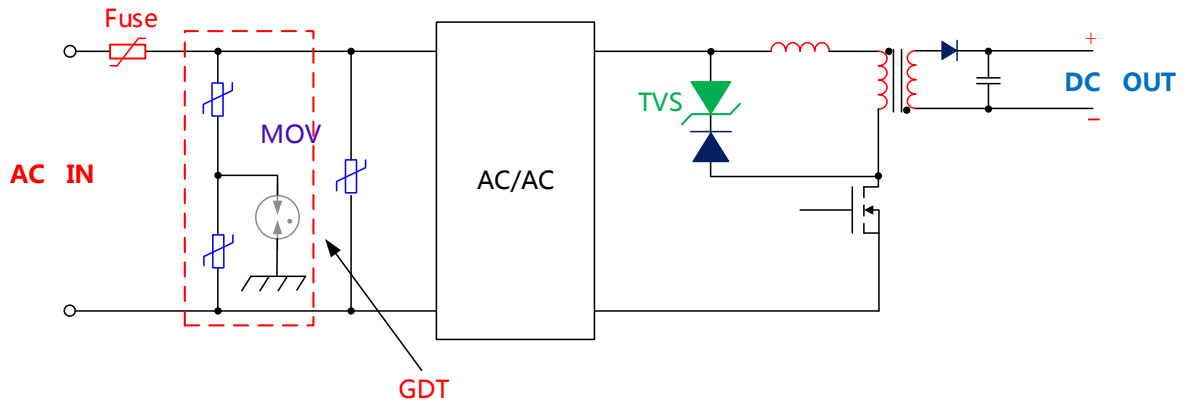 Fuse
AC IN
MOV
GDT
AC/AC
TVS
+
DC OUT
−